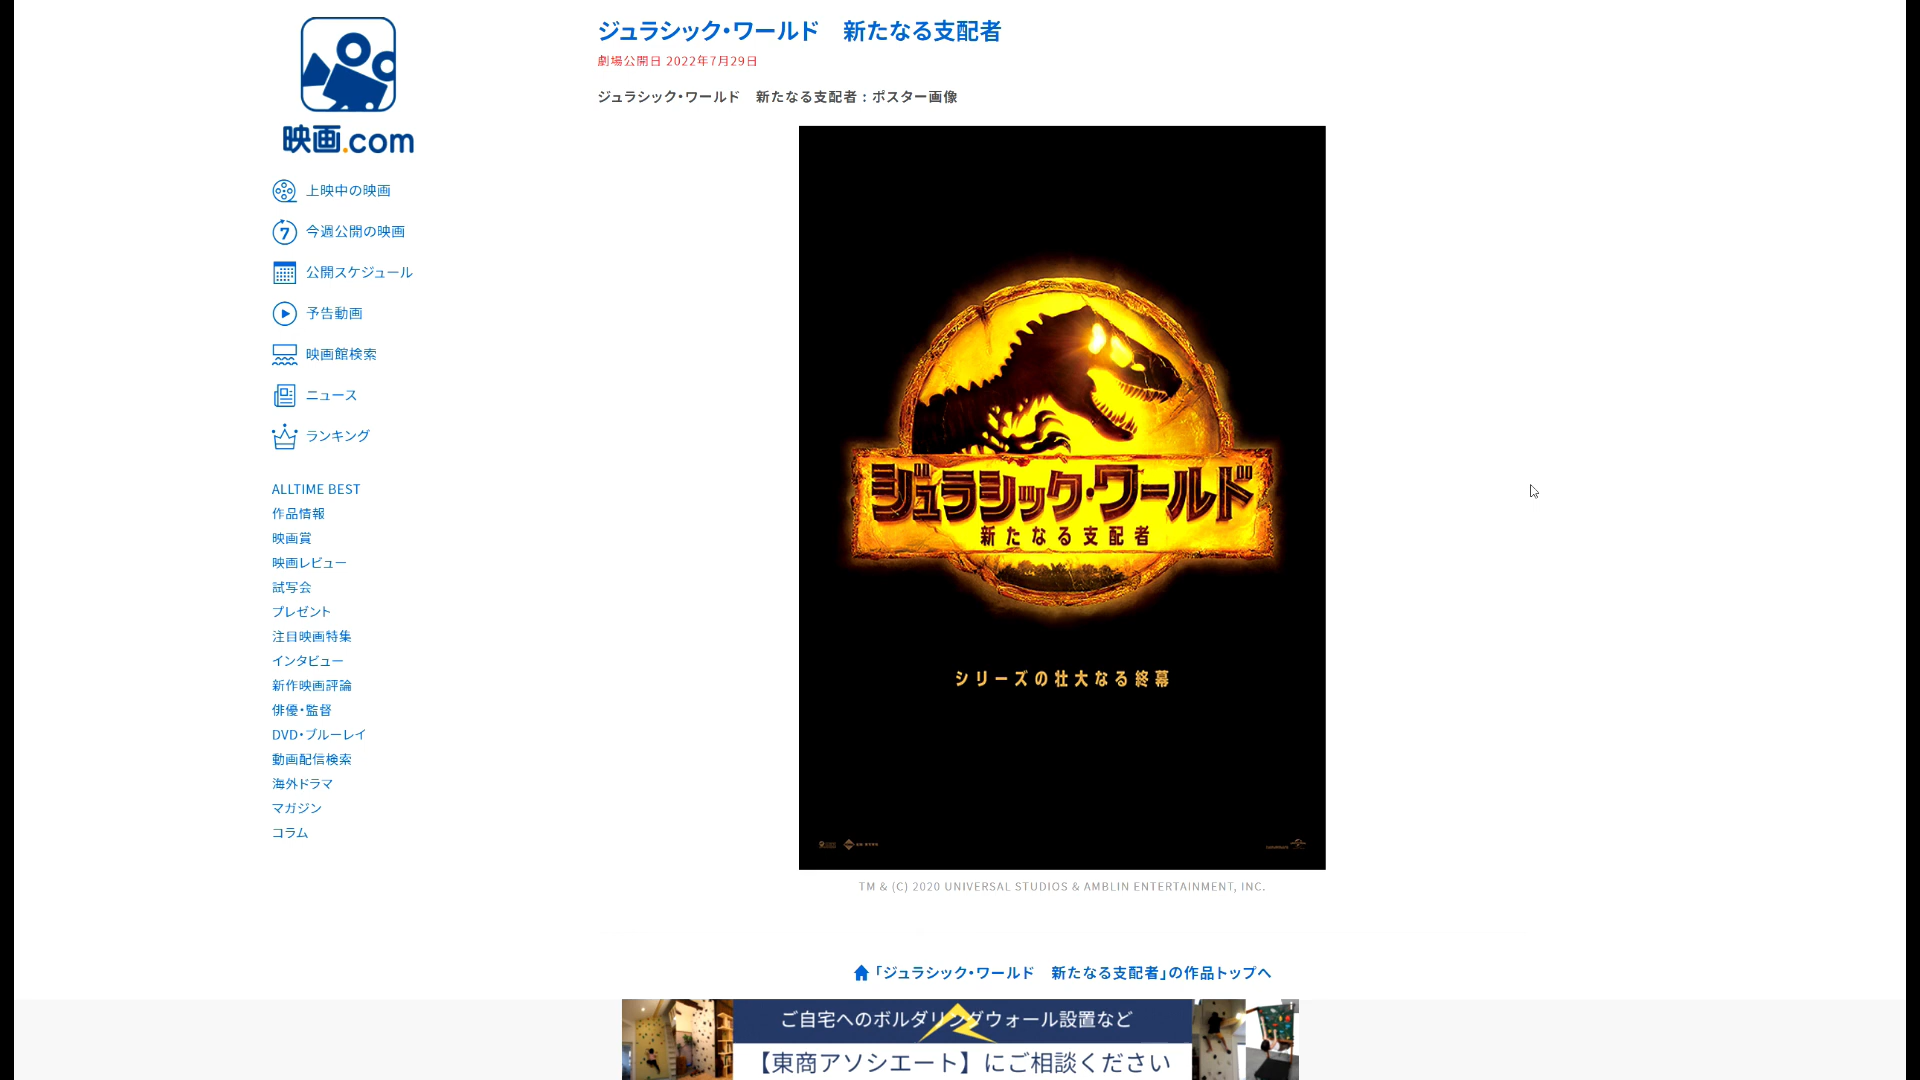 映画.com
上映中の映画
今週公開の映画
公開スケジュール
予告動画
映画館検索
ニュース
ランキング
ALLTIME BEST
作品情報
映画賞
映画レビュー
試写会
プレゼント
注目映画特集
インタビュー
新作映画評論
俳優・監督
DVD・ブルーレイ
動画配信検索
海外ドラマ
マガジン
コラム
ジュラシック・ワールド　新たなる支配者
劇場公開日 2022年7月29日
ジュラシック・ワールド　新たなる支配者：ポスター画像
ジュラシック・ワールド
新たなる支配者
シリーズの壮大なる終幕
TM & (C) 2020 UNIVERSAL STUDIOS & AMBLIN ENTERTAINMENT, INC.
「ジュラシック・ワールド　新たなる支配者」の作品トップへ
ご自宅へのボルダリングウォール設置など
【東商アソシエート】にご相談ください